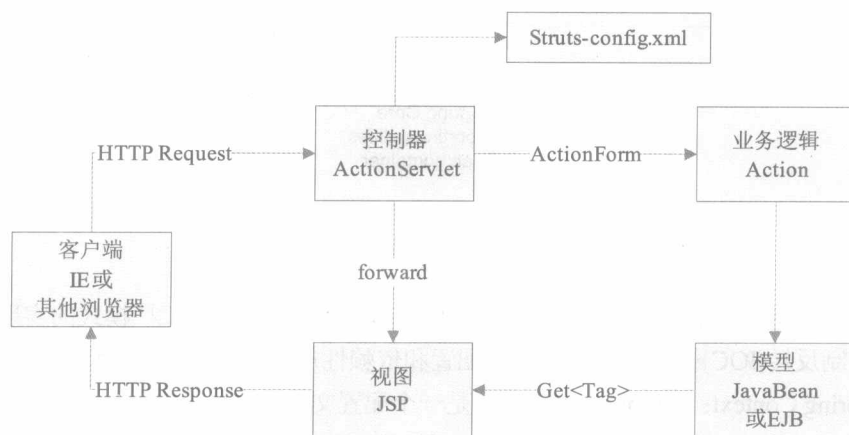 Struts-config.xml
HTTP Request
控制器
ActionServlet
ActionForm
业务逻辑
Action
客户端
IE或
其他浏览器
forward
HTTP Response
视图
JSP
Get<Tag>
模型
JavaBean
或EJB